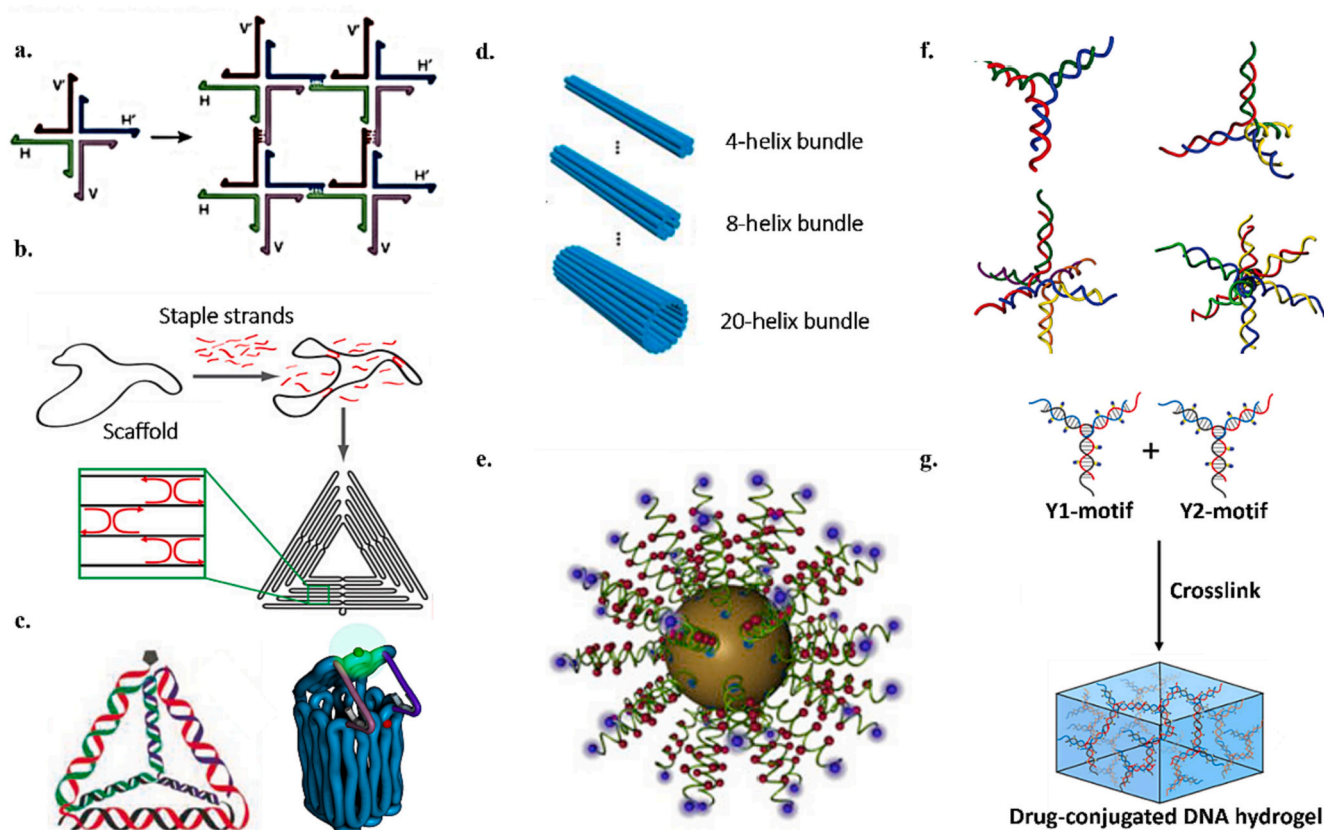 a.
V'
H'
H
V
V'
V'
H
H'
H
H'
V
V
b.
Staple strands
Scaffold
c.
d.
4-helix bundle
8-helix bundle
20-helix bundle
e.
f.
g.
Y1-motif
+
Y2-motif
Crosslink
Drug-conjugated DNA hydrogel